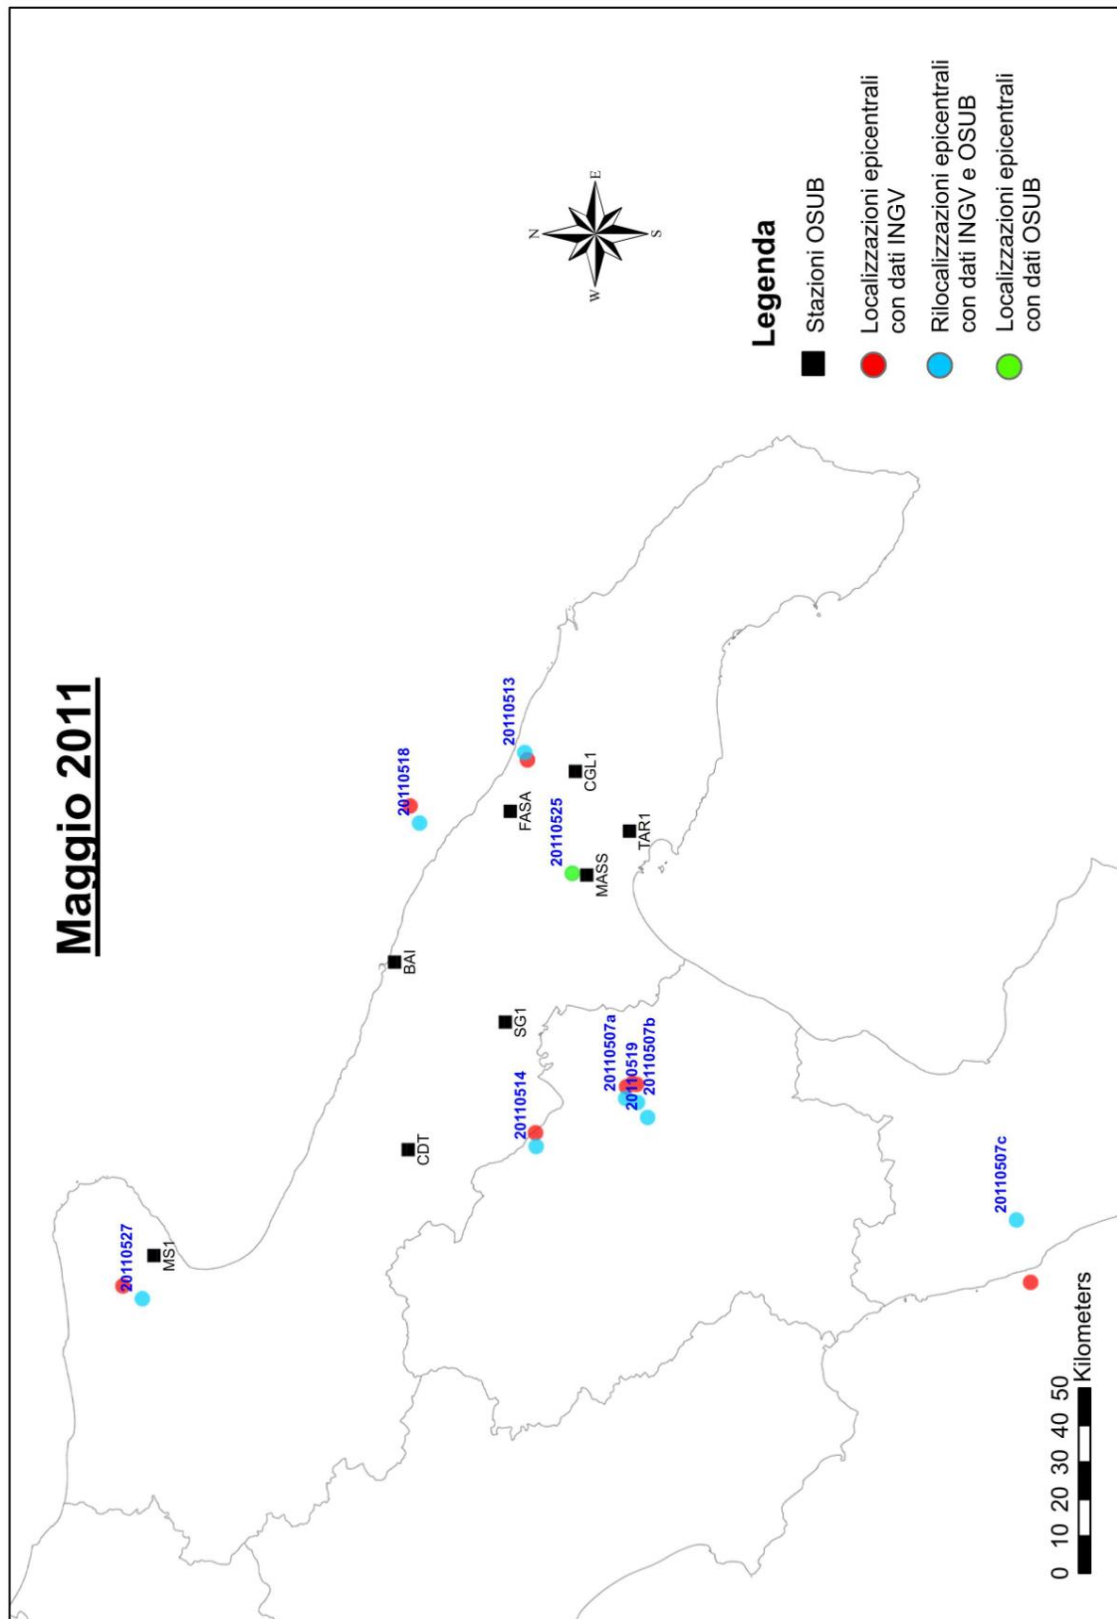 Maggio 2011
N
W
E
S
Legenda
Stazioni OSUB
Localizzazioni epicentrali
con dati INGV
Rilocalizzazioni epicentrali
con dati INGV e OSUB
Localizzazioni epicentrali
con dati OSUB
20110527
MS1
20110518
BAI
CDT
20110513
FASA
SG1
20110514
CGL1
20110525
MASS
TAR1
20110507a
20110519
20110507b
20110507c
0 10 20 30 40 50
Kilometers